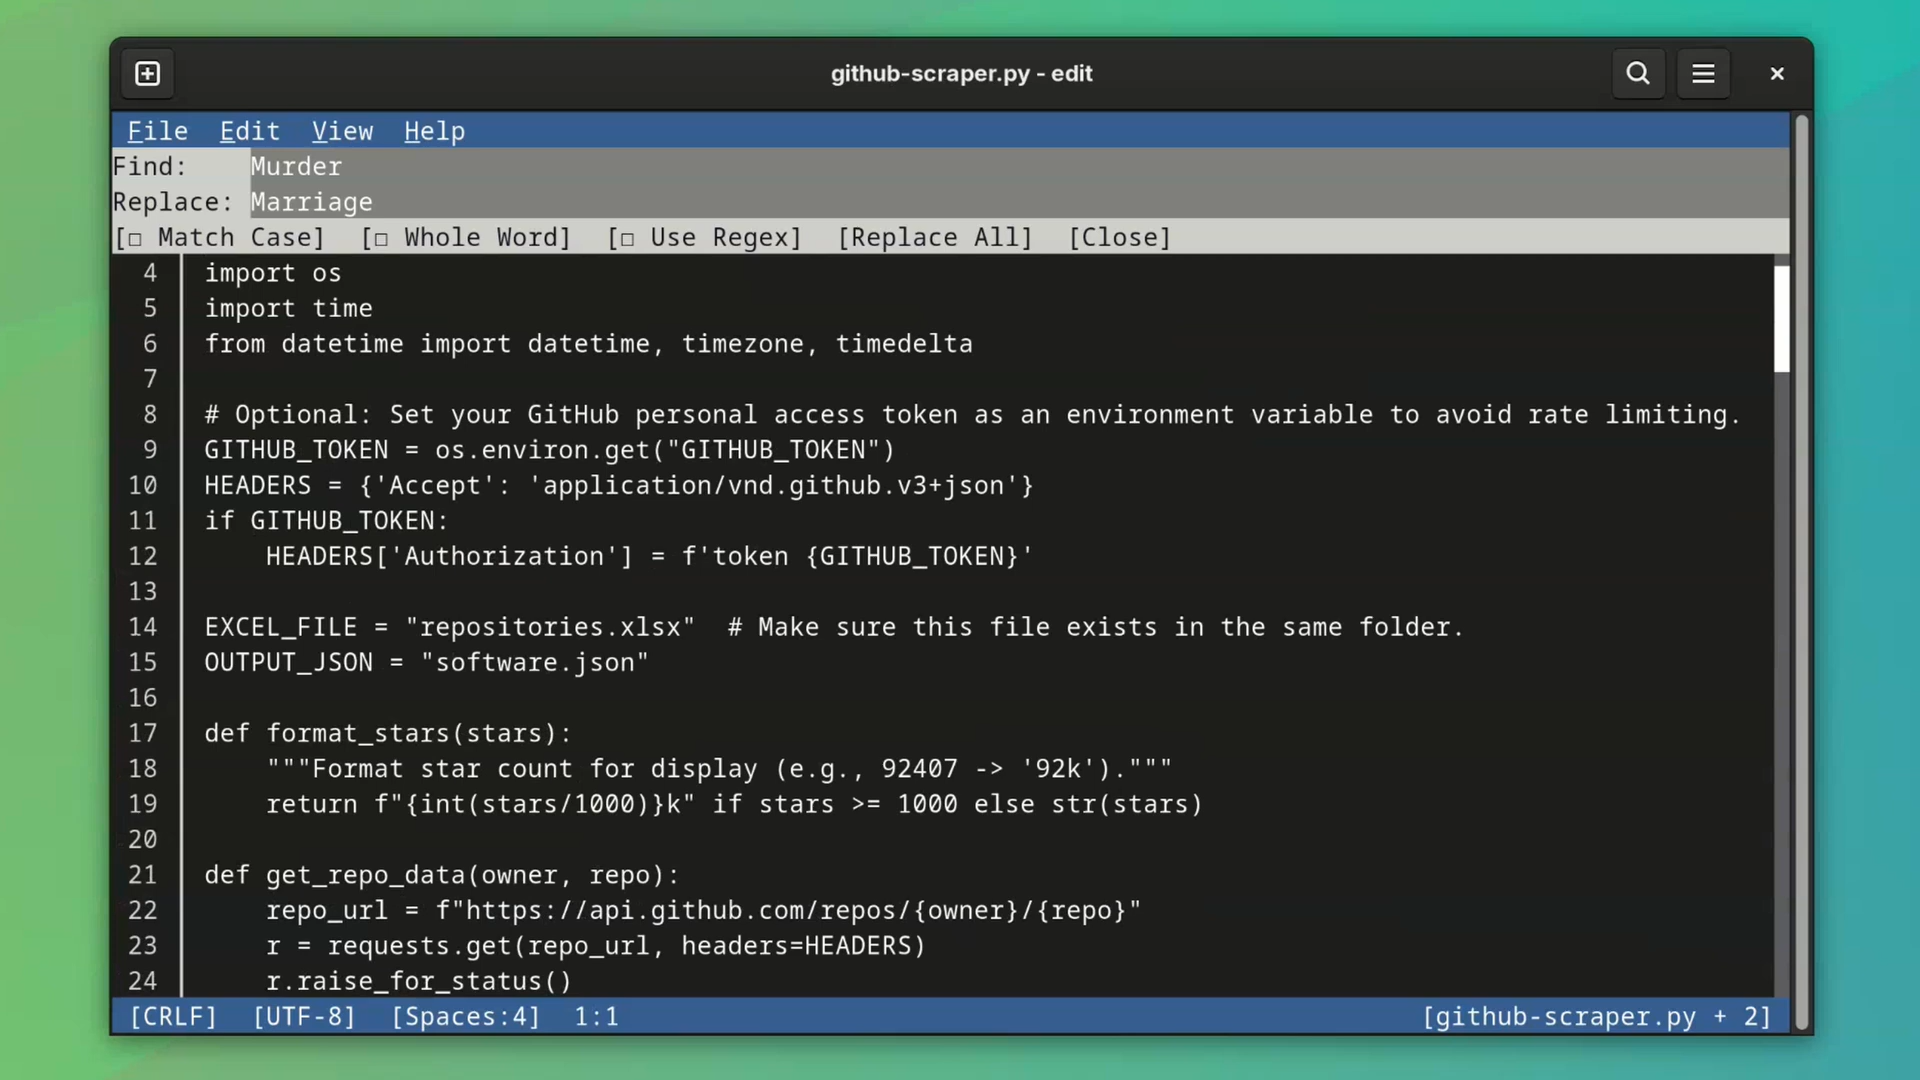 github-scraper.py - edit
File Edit View Help
Find: Murder
Replace: Marriage
[☐ Match Case] [☐ Whole Word] [☐ Use Regex] [Replace All] [Close]
4 import os
5 import time
6 from datetime import datetime, timezone, timedelta
7
8 # Optional: Set your GitHub personal access token as an environment variable to avoid rate limiting.
9 GITHUB_TOKEN = os.environ.get("GITHUB_TOKEN")
10 HEADERS = {'Accept': 'application/vnd.github.v3+json'}
11 if GITHUB_TOKEN:
12     HEADERS['Authorization'] = f'token {GITHUB_TOKEN}'
13
14 EXCEL_FILE = "repositories.xlsx"  # Make sure this file exists in the same folder.
15 OUTPUT_JSON = "software.json"
16
17 def format_stars(stars):
18     """Format star count for display (e.g., 92407 -> '92k')."""
19     return f"{int(stars/1000)}k" if stars >= 1000 else str(stars)
20
21 def get_repo_data(owner, repo):
22     repo_url = f"https://api.github.com/repos/{owner}/{repo}"
23     r = requests.get(repo_url, headers=HEADERS)
24     r.raise_for_status()
[CRLF] [UTF-8] [Spaces:4] 1:1 [github-scraper.py + 2]